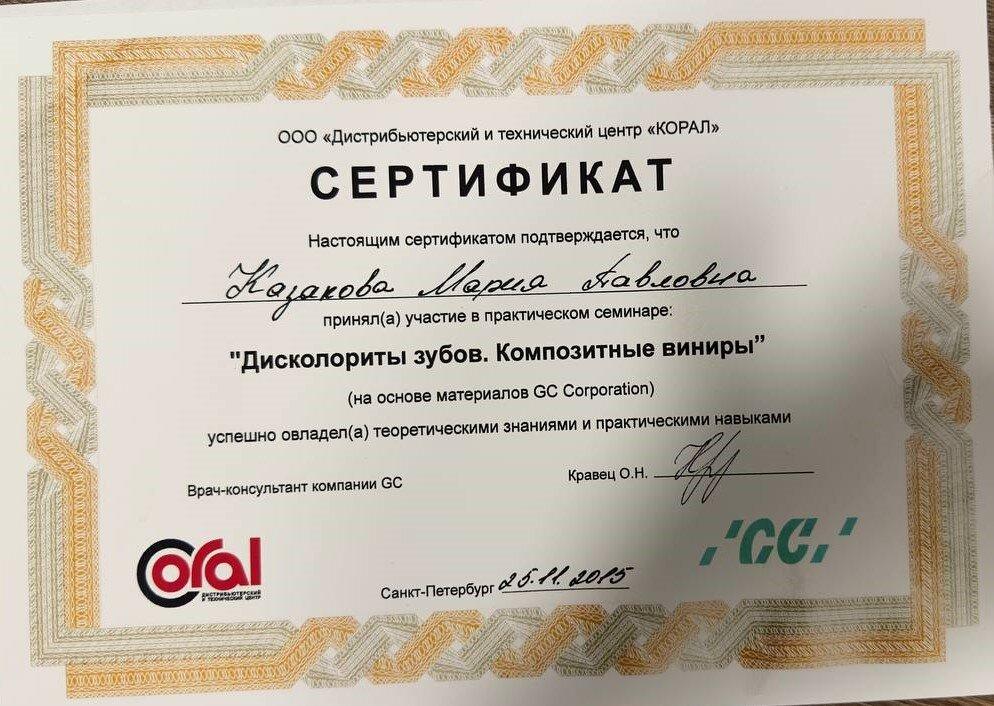 ООО «Дистрибьютерский и технический центр «КОРАЛ»
СЕРТИФИКАТ
Настоящим сертификатом подтверждается, что
Казакова Мария Павловна
принял(а) участие в практическом семинаре:
"Дисколориты зубов. Композитные виниры”
(на основе материалов GC Corporation)
успешно овладел(а) теоретическими знаниями и практическими навыками
Врач-консультант компании GC
Кравец О.Н.
Coral
ДИСТРИБЬЮТЕРСКИЙ
И ТЕХНИЧЕСКИЙ ЦЕНТР
Санкт-Петербург 25.11.2015
'GC,'